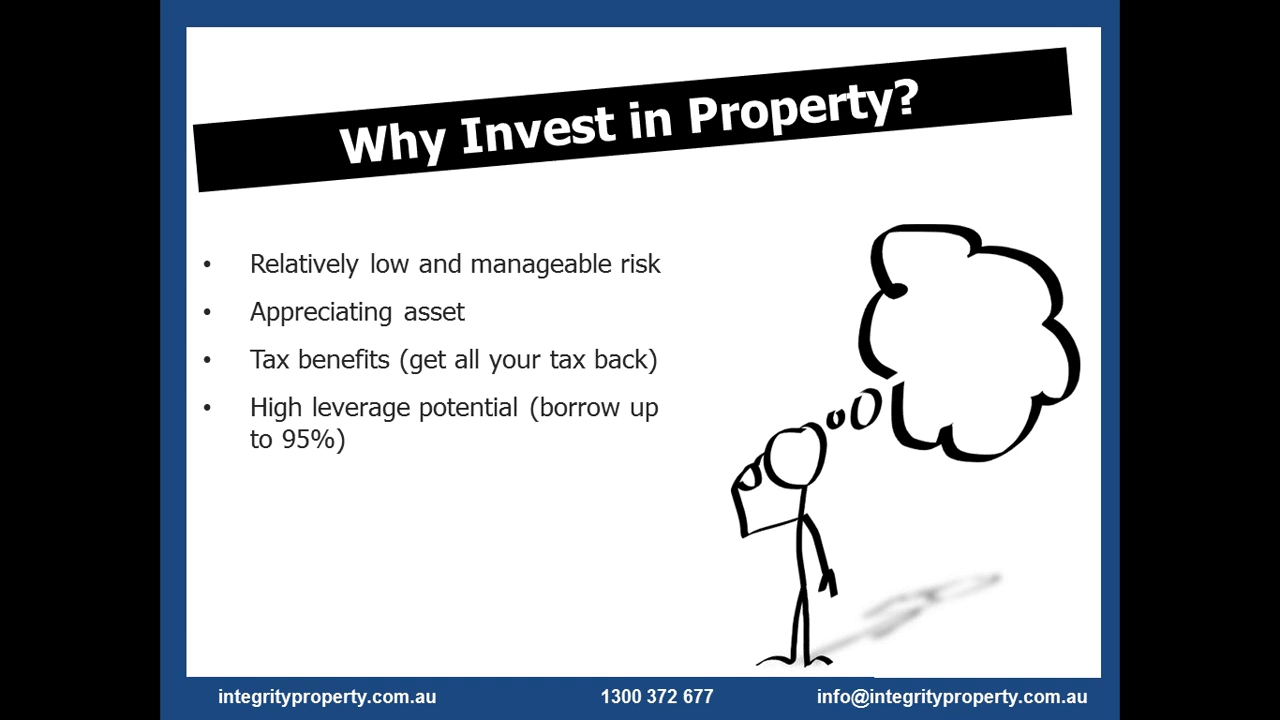 Why Invest in Property?
• Relatively low and manageable risk
• Appreciating asset
• Tax benefits (get all your tax back)
• High leverage potential (borrow up
to 95%)
integrityproperty.com.au 1300 372 677 info@integrityproperty.com.au